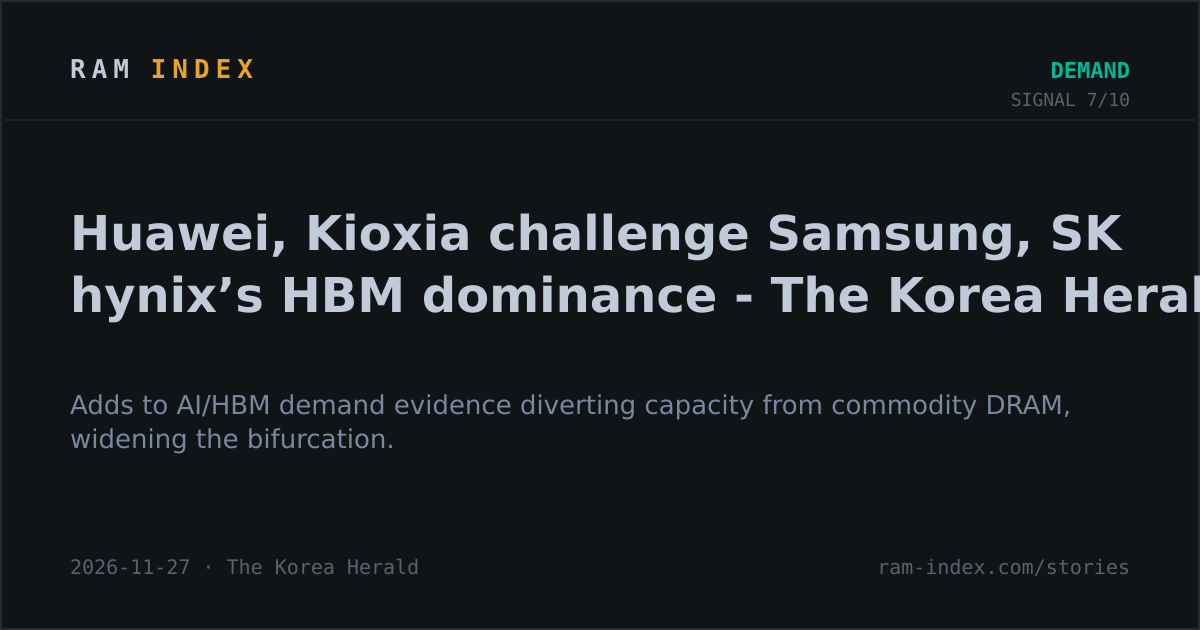 RAM INDEX
DEMAND
SIGNAL 7/10
Huawei, Kioxia challenge Samsung, SK
hynix’s HBM dominance - The Korea Heral
Adds to AI/HBM demand evidence diverting capacity from commodity DRAM,
widening the bifurcation.
2026-11-27 · The Korea Herald
ram-index.com/stories